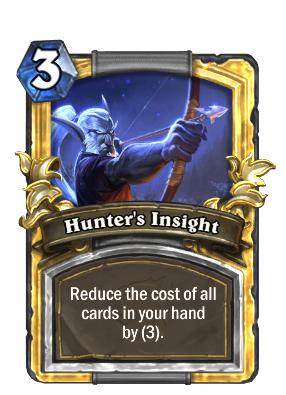 3
Hunter's Insight
Reduce the cost of all
cards in your hand
by (3).